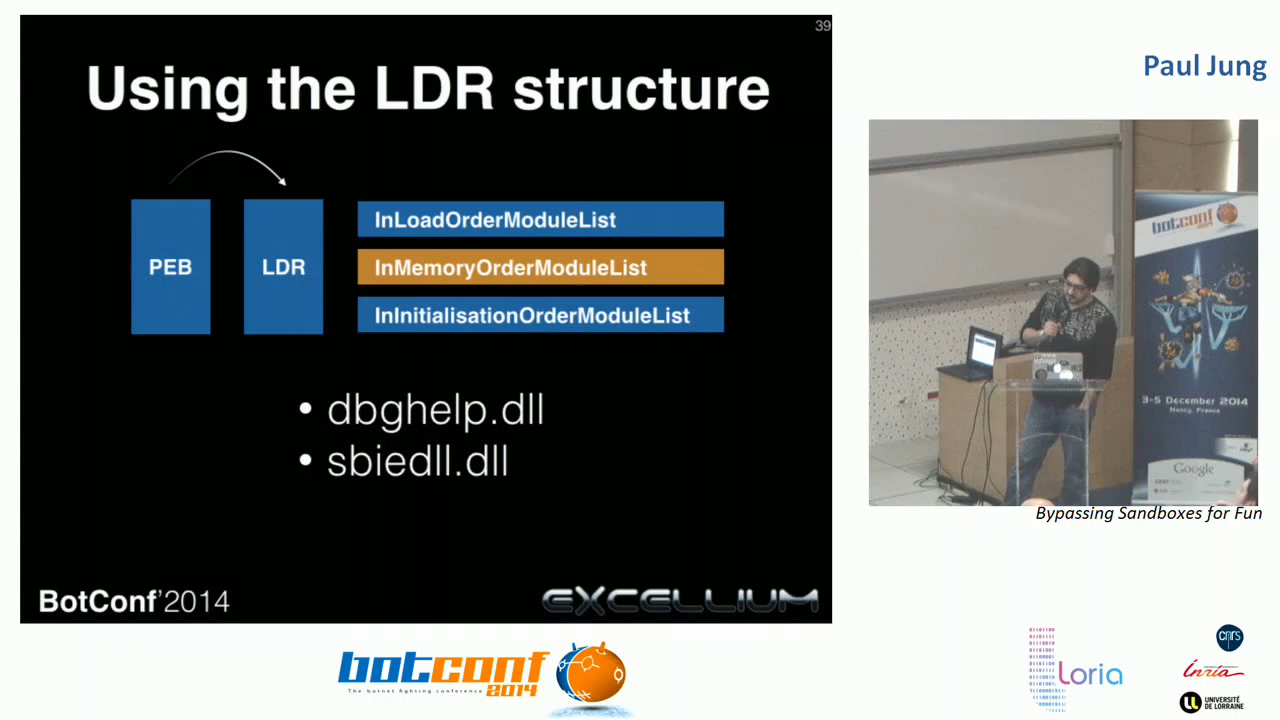 39
Using the LDR structure
PEB
LDR
InLoadOrderModuleList
InMemoryOrderModuleList
InInitialisationOrderModuleList
• dbghelp.dll
• sbiedll.dll
BotConf'2014
EXCELLIUM
Paul Jung
botconf
2014
3-5 December 2014
Nancy, France
Google
Bypassing Sandboxes for Fun
botconf
The botnet fighting conference 2014
Loria
cnrs
Inria
UNIVERSITÉ
DE LORRAINE